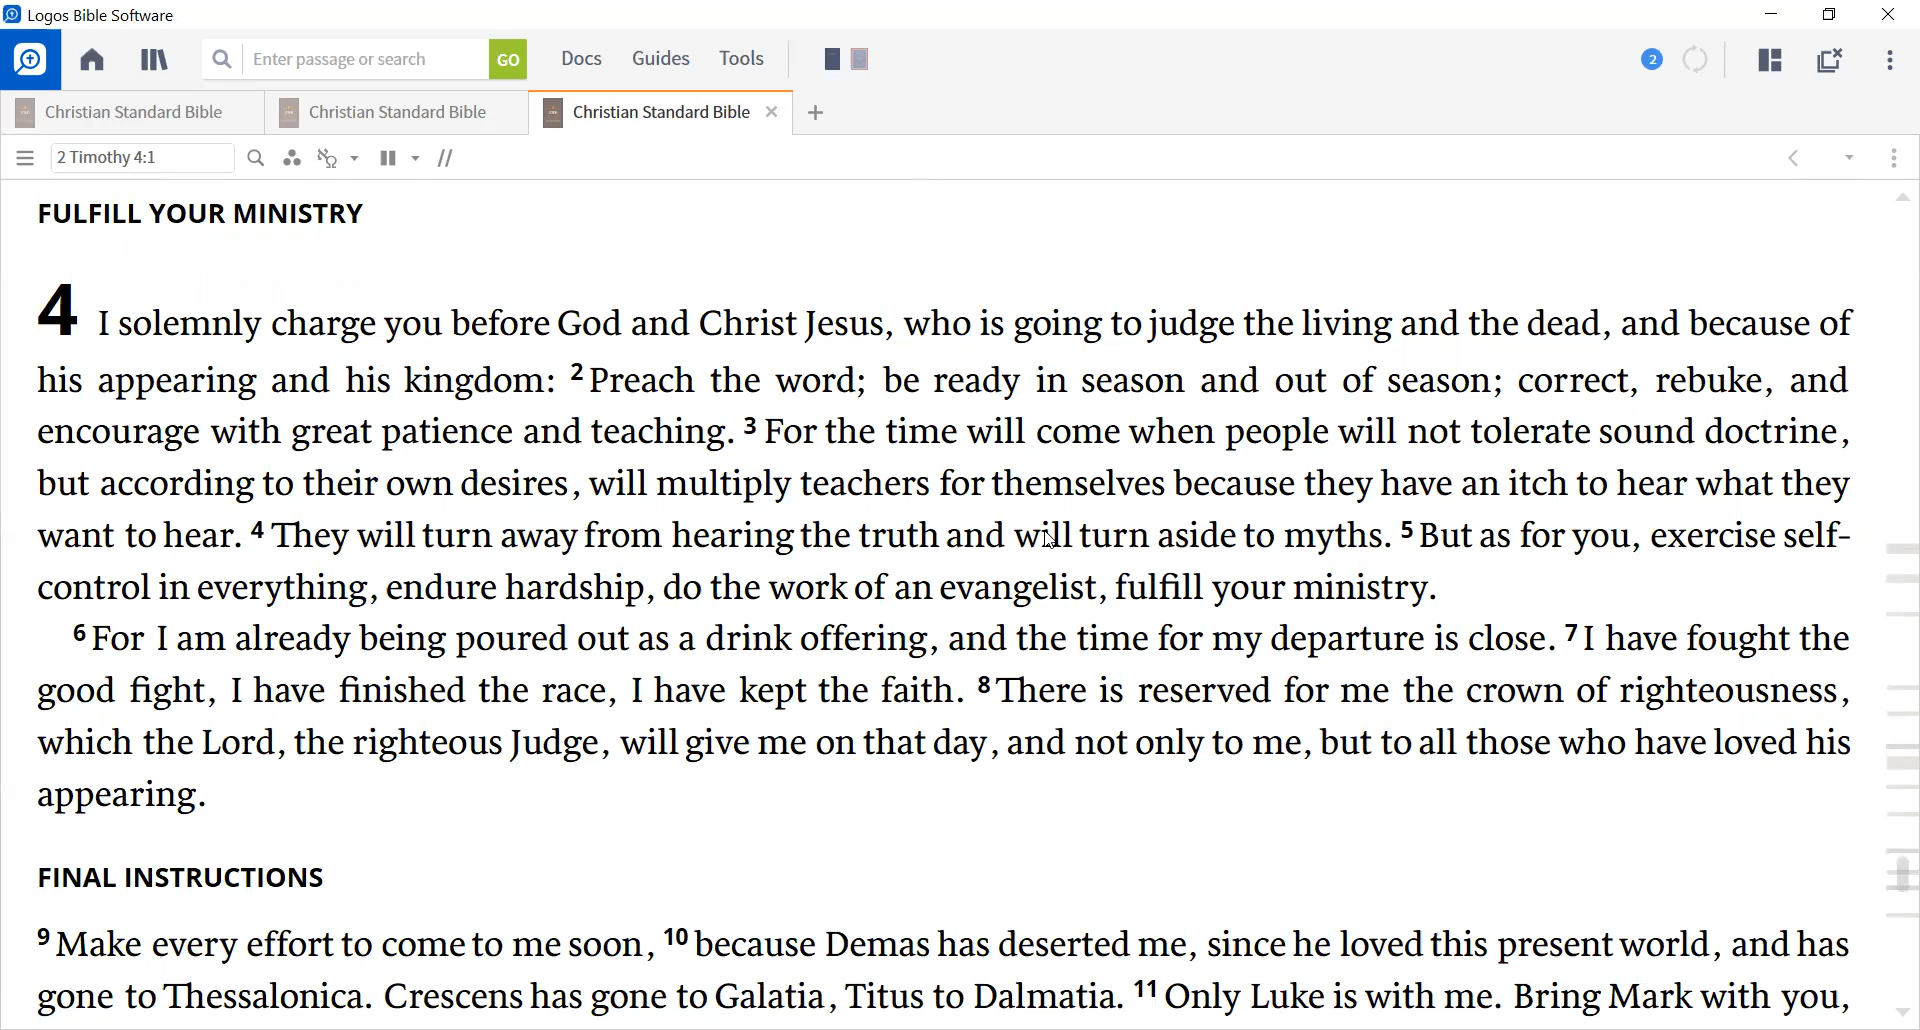 Logos Bible Software
Enter passage or search GO Docs Guides Tools 2
Christian Standard Bible Christian Standard Bible Christian Standard Bible
2 Timothy 4:1
FULFILL YOUR MINISTRY
4 I solemnly charge you before God and Christ Jesus, who is going to judge the living and the dead, and because of
his appearing and his kingdom: 2 Preach the word; be ready in season and out of season; correct, rebuke, and
encourage with great patience and teaching. 3 For the time will come when people will not tolerate sound doctrine,
but according to their own desires, will multiply teachers for themselves because they have an itch to hear what they
want to hear. 4 They will turn away from hearing the truth and will turn aside to myths. 5 But as for you, exercise self-
control in everything, endure hardship, do the work of an evangelist, fulfill your ministry.
6 For I am already being poured out as a drink offering, and the time for my departure is close. 7 I have fought the
good fight, I have finished the race, I have kept the faith. 8 There is reserved for me the crown of righteousness,
which the Lord, the righteous Judge, will give me on that day, and not only to me, but to all those who have loved his
appearing.
FINAL INSTRUCTIONS
9 Make every effort to come to me soon, 10 because Demas has deserted me, since he loved this present world, and has
gone to Thessalonica. Crescens has gone to Galatia, Titus to Dalmatia. 11 Only Luke is with me. Bring Mark with you,